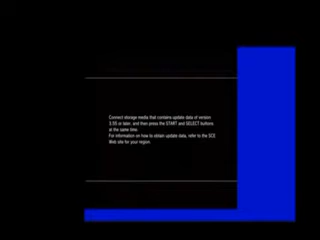 Connect storage media that contains update data of version
3.55 or later, and then press the START and SELECT buttons
at the same time.
For information on how to obtain update data, refer to the SCE
Web site for your region.